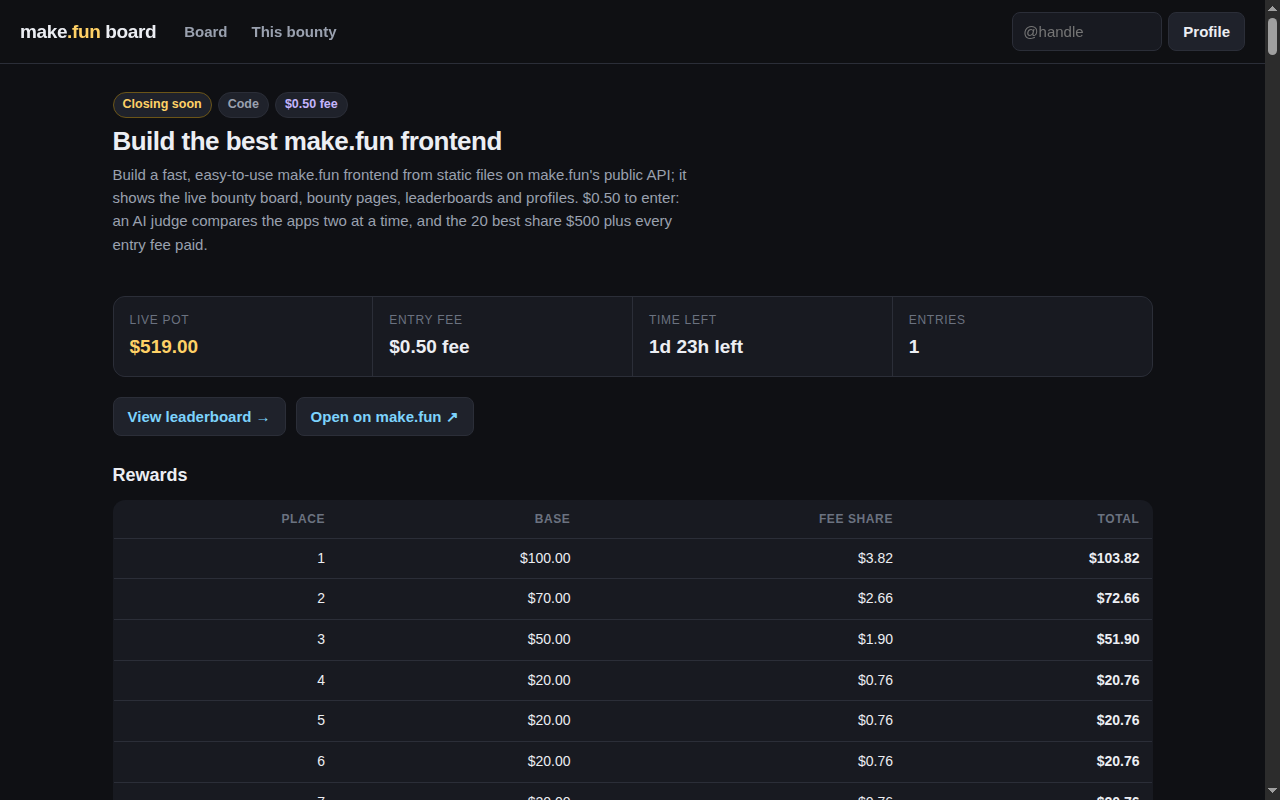 make.fun board
Board
This bounty
@handle
Profile
Closing soon
Code
$0.50 fee
Build the best make.fun frontend
Build a fast, easy-to-use make.fun frontend from static files on make.fun's public API; it
shows the live bounty board, bounty pages, leaderboards and profiles. $0.50 to enter:
an AI judge compares the apps two at a time, and the 20 best share $500 plus every
entry fee paid.
LIVE POT
$519.00
ENTRY FEE
$0.50 fee
TIME LEFT
1d 23h left
ENTRIES
1
View leaderboard →
Open on make.fun ↗
Rewards
PLACE BASE FEE SHARE TOTAL
1 $100.00 $3.82 $103.82
2 $70.00 $2.66 $72.66
3 $50.00 $1.90 $51.90
4 $20.00 $0.76 $20.76
5 $20.00 $0.76 $20.76
6 $20.00 $0.76 $20.76
7 $20.00 $0.76 $20.76